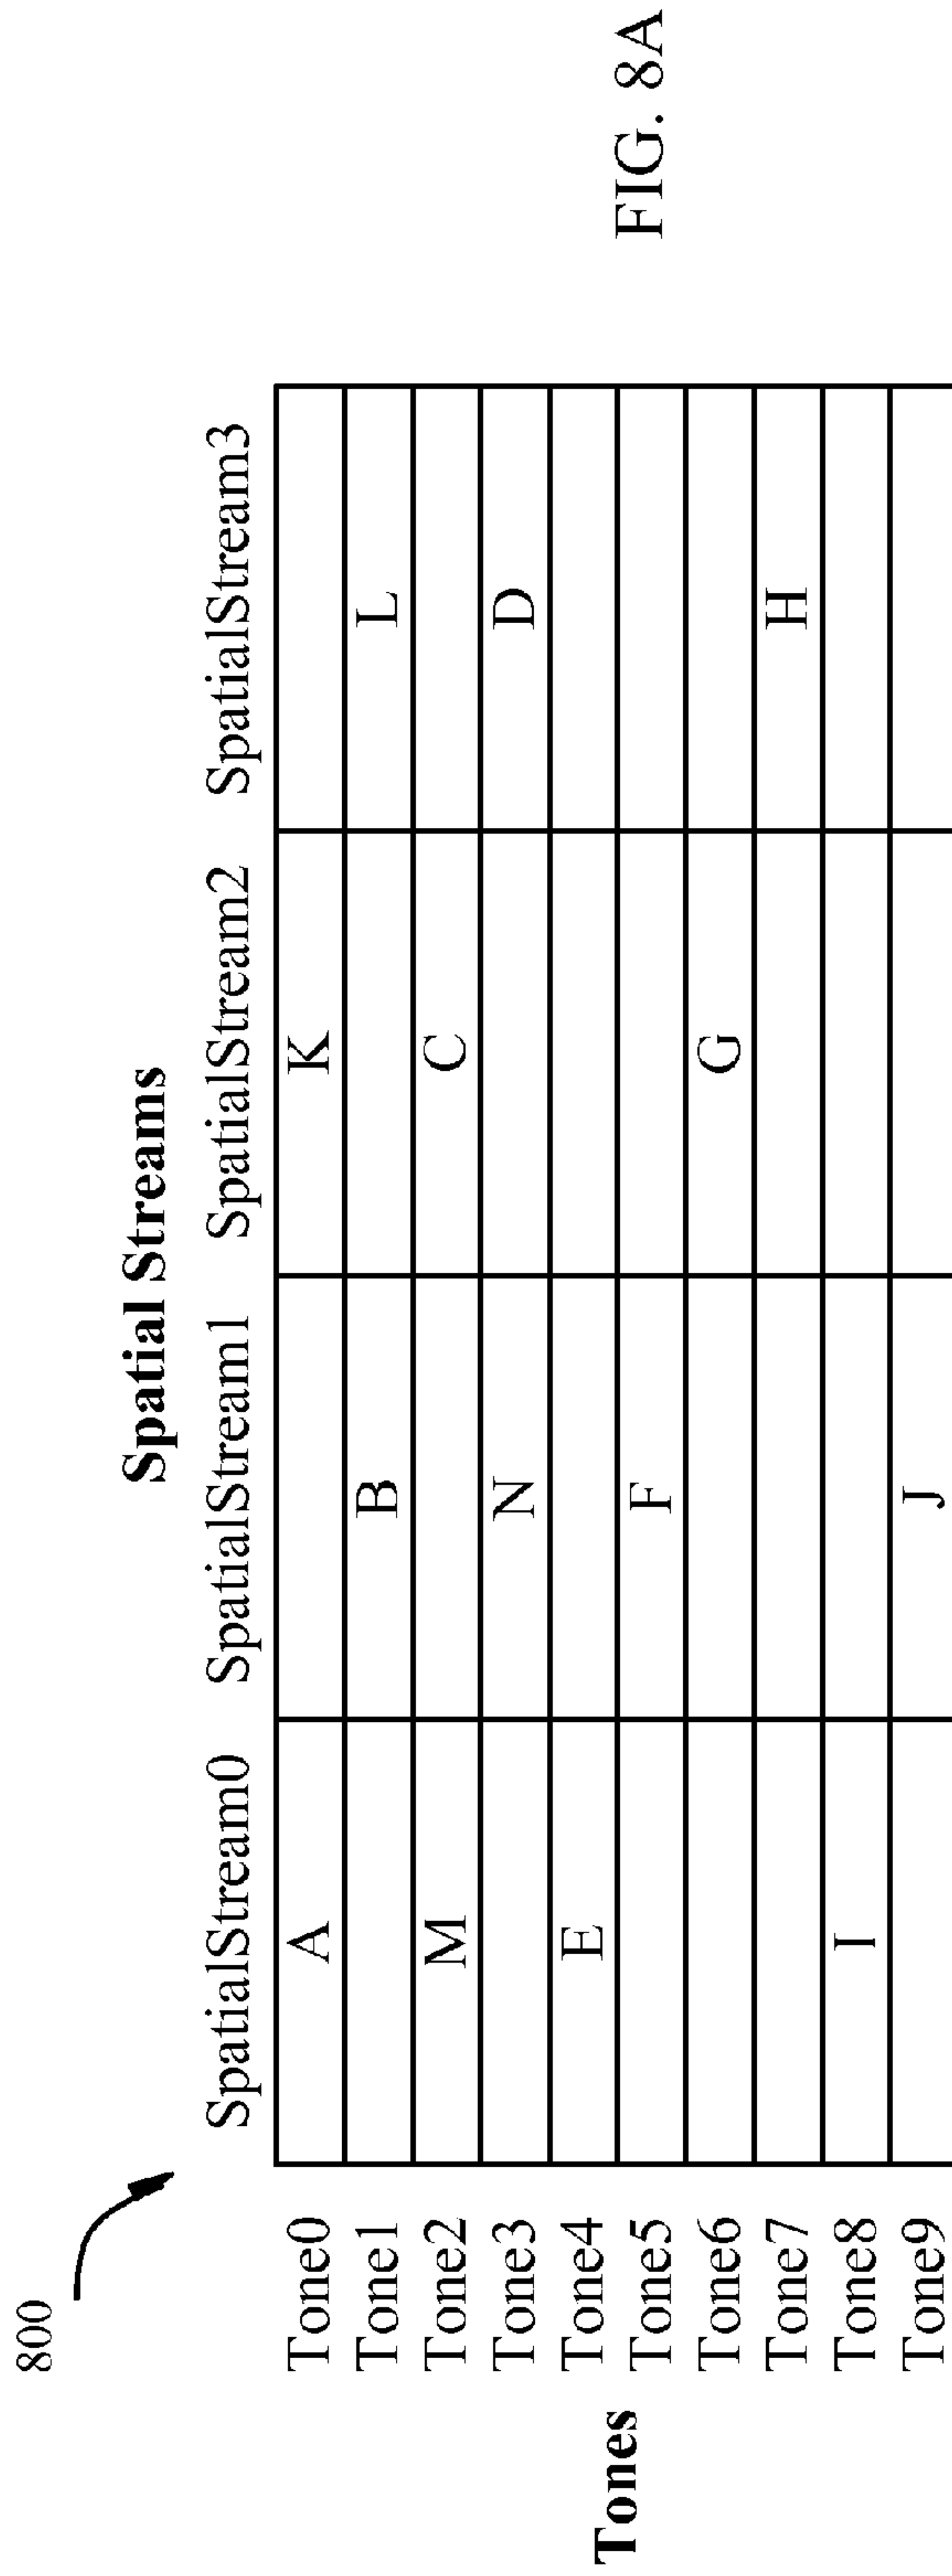 800
Spatial Streams
SpatialStream0 SpatialStream1 SpatialStream2 SpatialStream3
Tones
Tone0 A K
Tone1 B L
Tone2 M C
Tone3 N D
Tone4 E
Tone5 F
Tone6 G
Tone7 H
Tone8 I
Tone9 J
FIG. 8A